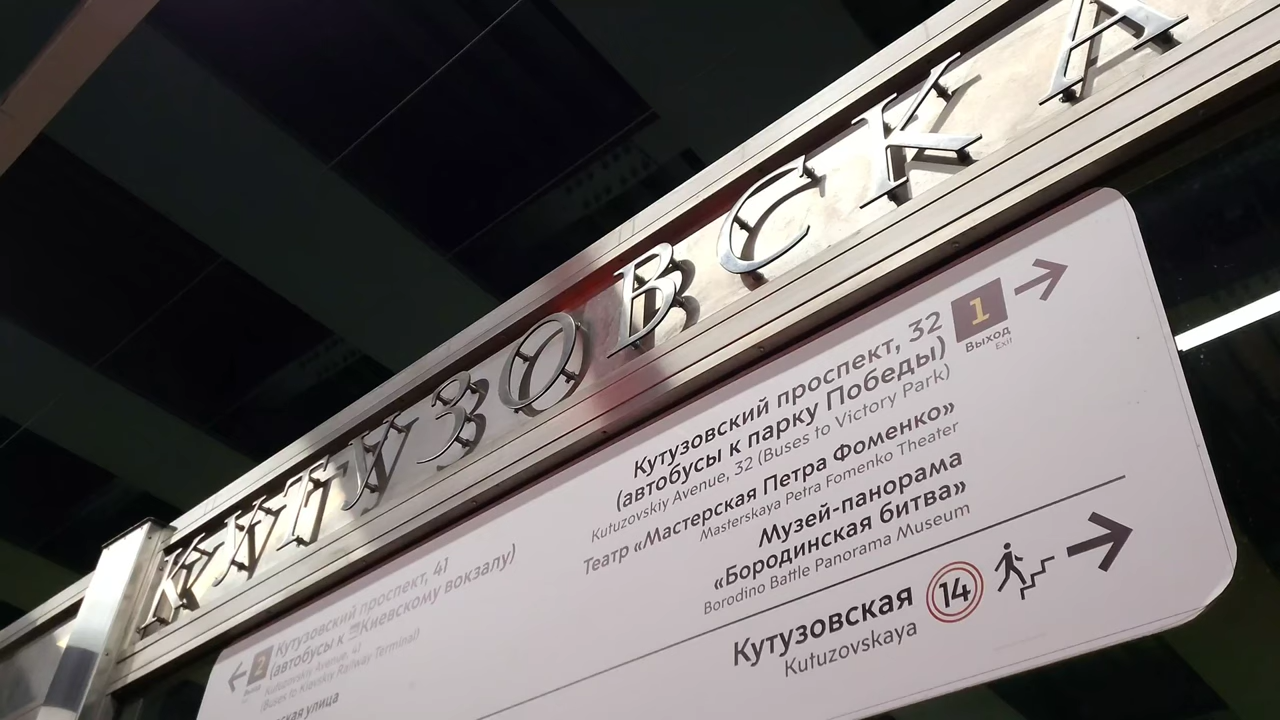 КУТУЗОВСКА
Кутузовский проспект, 32
(автобусы к парку Победы)
Kutuzovskiy Avenue, 32 (Buses to Victory Park)
1
Выход
Exit
Театр «Мастерская Петра Фоменко»
Masterskaya Petra Fomenko Theater
Музей-панорама
«Бородинская битва»
Borodino Battle Panorama Museum
Кутузовская 14
Kutuzovskaya
2
Выход
Кутузовский проспект, 41
(автобусы к Киевскому вокзалу)
Kutuzovskiy Avenue, 41
(Buses to Kievskiy Railway Terminal)
улица